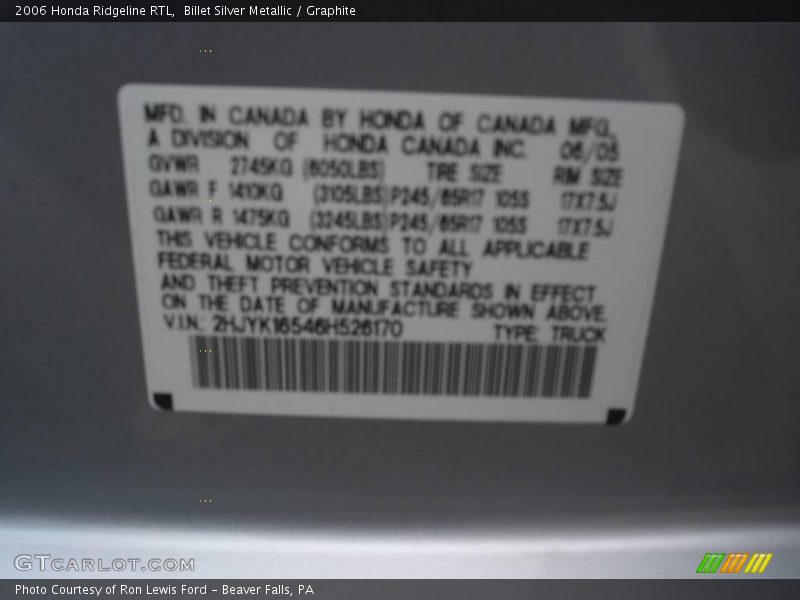 2006 Honda Ridgeline RTL,  Billet Silver Metallic / Graphite
MFD. IN CANADA BY HONDA OF CANADA MFG.,
A DIVISION OF HONDA CANADA INC. 06/05
GVWR 2745KG (6050LBS) TIRE SIZE RIM SIZE
GAWR F 1410KG (3105LBS) P245/65R17 105S 17X7.5J
GAWR R 1475KG (3245LBS) P245/65R17 105S 17X7.5J
THIS VEHICLE CONFORMS TO ALL APPLICABLE
FEDERAL MOTOR VEHICLE SAFETY
AND THEFT PREVENTION STANDARDS IN EFFECT
ON THE DATE OF MANUFACTURE SHOWN ABOVE.
V.I.N.: 2HJYK16546H526170 TYPE: TRUCK
GTCARLOT.COM
Photo Courtesy of Ron Lewis Ford - Beaver Falls, PA